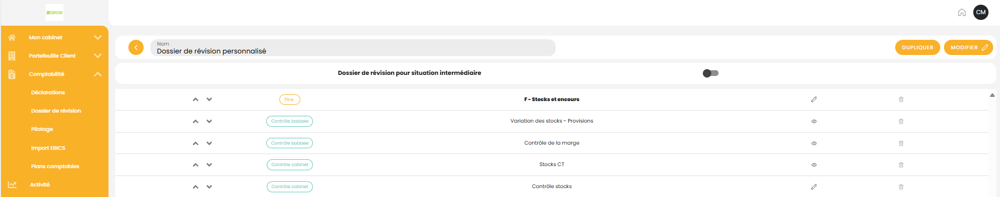 ISAGRI
CM
Mon cabinet
Portefeuille Client
Comptabilité
Déclarations
Dossier de révision
Pilotage
Import EBICS
Plans comptables
Activité
Nom
Dossier de révision personnalisé
DUPLIQUER
MODIFIER
Dossier de révision pour situation intermédiaire
Titre
F - Stocks et encours
Contrôle bobbee
Variation des stocks - Provisions
Contrôle bobbee
Contrôle de la marge
Contrôle cabinet
Stocks CT
Contrôle cabinet
Contrôle stocks